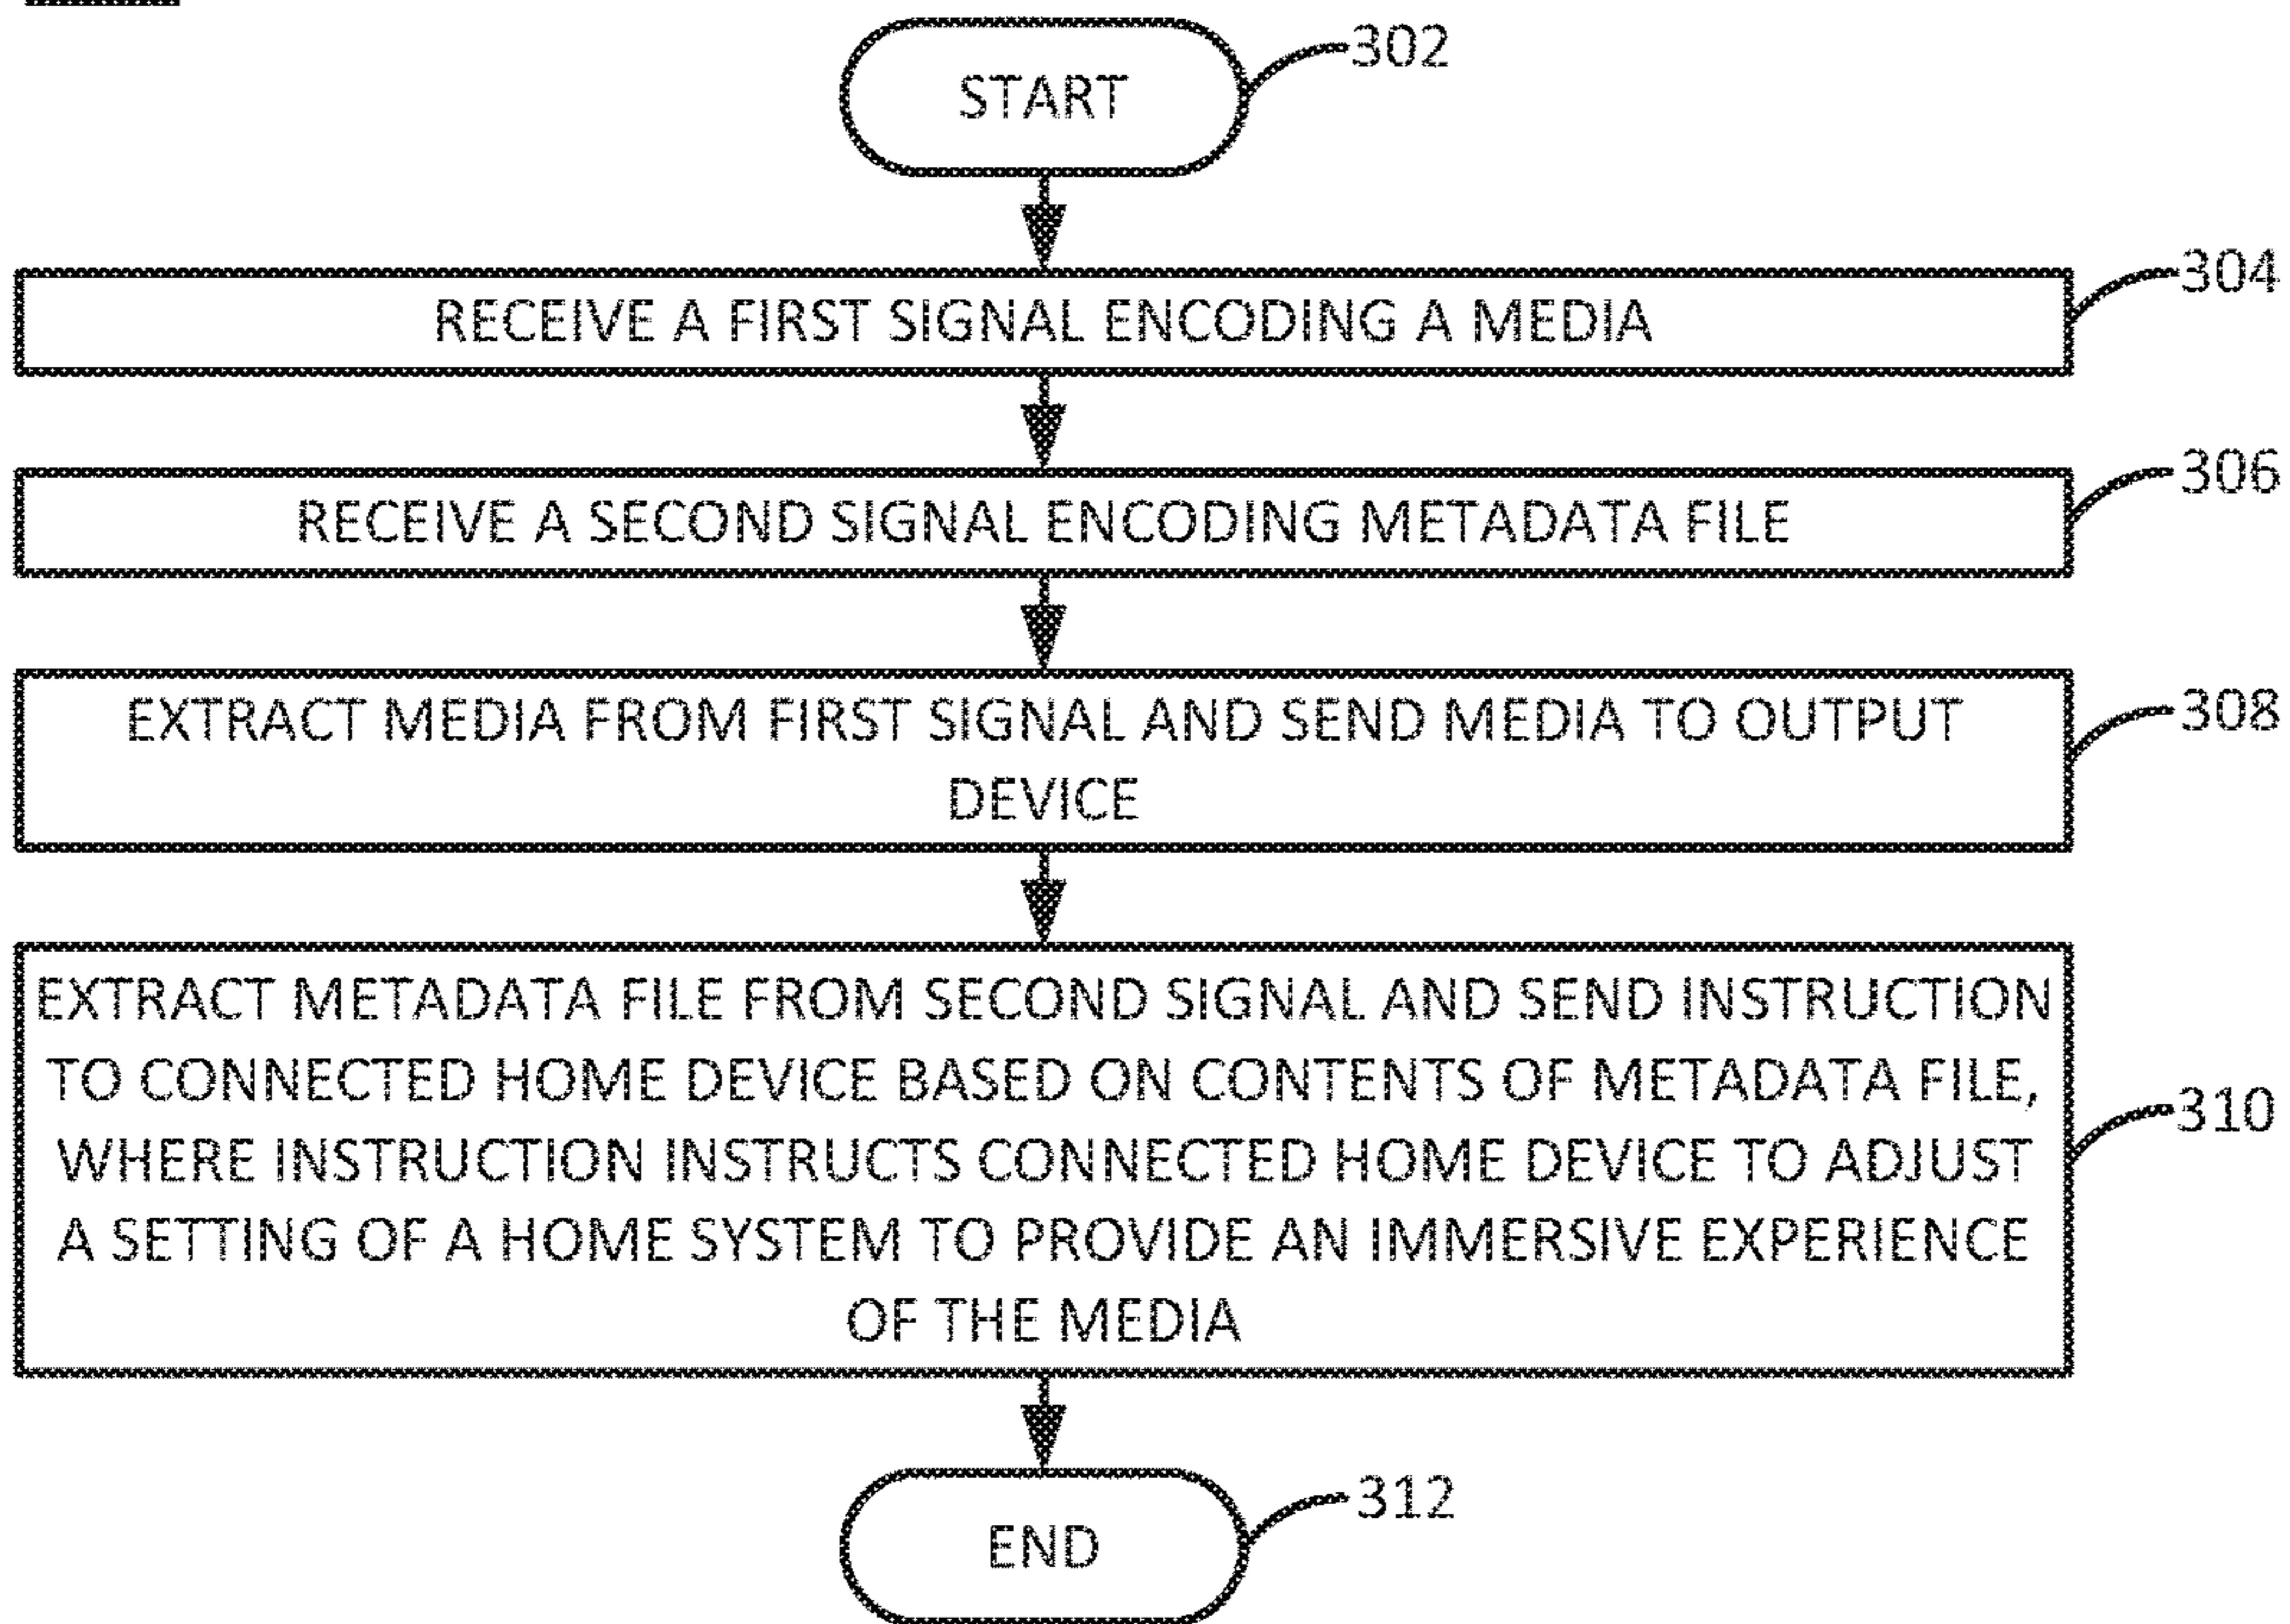 START
302
RECEIVE A FIRST SIGNAL ENCODING A MEDIA
304
RECEIVE A SECOND SIGNAL ENCODING METADATA FILE
306
EXTRACT MEDIA FROM FIRST SIGNAL AND SEND MEDIA TO OUTPUT
DEVICE
308
EXTRACT METADATA FILE FROM SECOND SIGNAL AND SEND INSTRUCTION
TO CONNECTED HOME DEVICE BASED ON CONTENTS OF METADATA FILE,
WHERE INSTRUCTION INSTRUCTS CONNECTED HOME DEVICE TO ADJUST
A SETTING OF A HOME SYSTEM TO PROVIDE AN IMMERSIVE EXPERIENCE
OF THE MEDIA
310
END
312